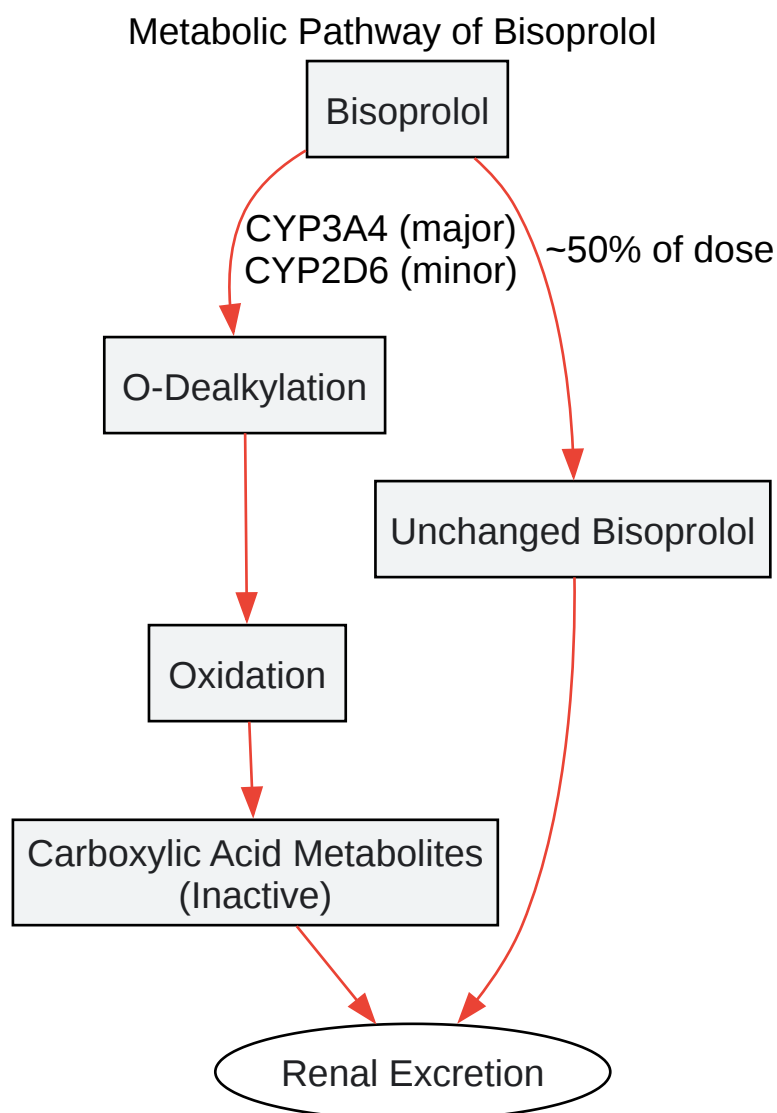 Metabolic Pathway of Bisoprolol
Bisoprolol
CYP3A4 (major)
CYP2D6 (minor)
~50% of dose
O-Dealkylation
Unchanged Bisoprolol
Oxidation
Carboxylic Acid Metabolites
(Inactive)
Renal Excretion